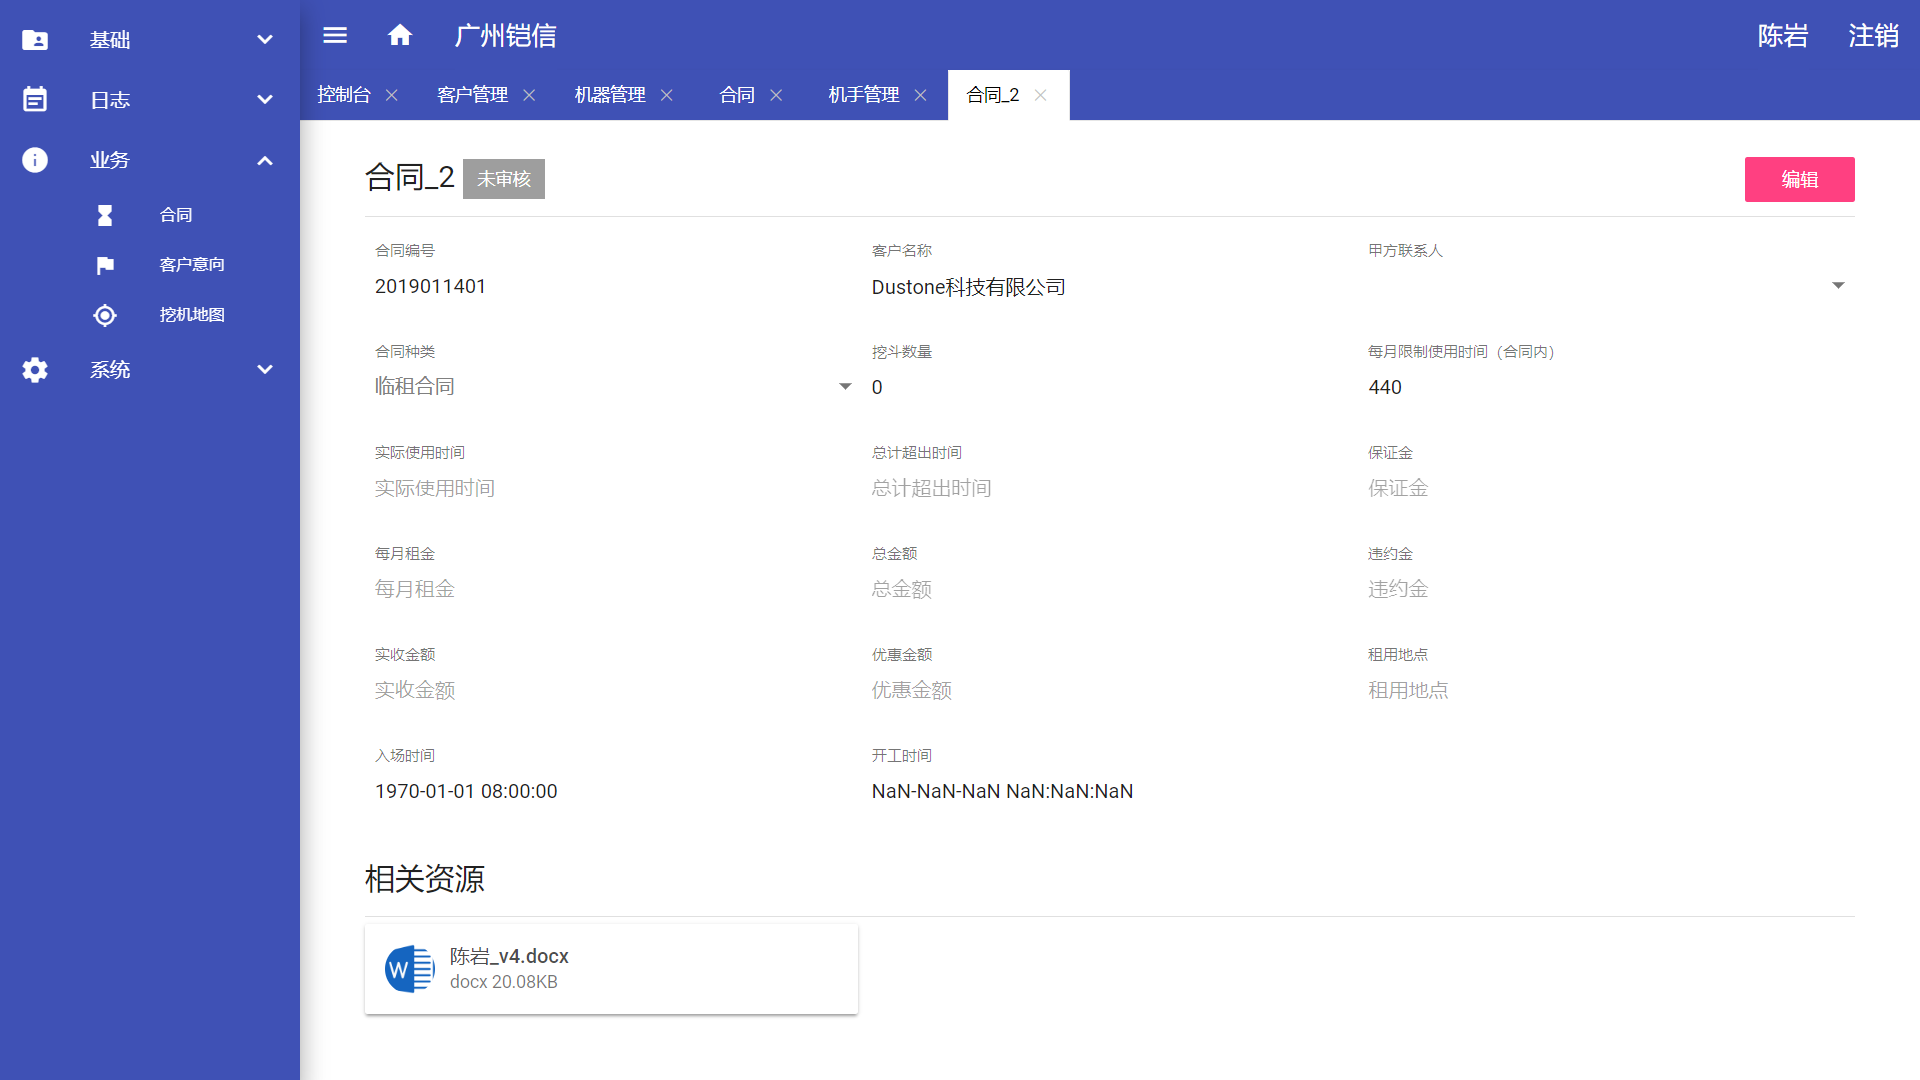 基础
日志
业务
合同
客户意向
挖机地图
系统
广州铠信
陈岩 注销
控制台 客户管理 机器管理 合同 机手管理 合同_2
合同_2 未审核 编辑
合同编号 客户名称 甲方联系人
2019011401 Dustone科技有限公司
合同种类 挖斗数量 每月限制使用时间（合同内）
临租合同 0 440
实际使用时间 总计超出时间 保证金
实际使用时间 总计超出时间 保证金
每月租金 总金额 违约金
每月租金 总金额 违约金
实收金额 优惠金额 租用地点
实收金额 优惠金额 租用地点
入场时间 开工时间
1970-01-01 08:00:00 NaN-NaN-NaN NaN:NaN:NaN
相关资源
W
陈岩_v4.docx
docx 20.08KB